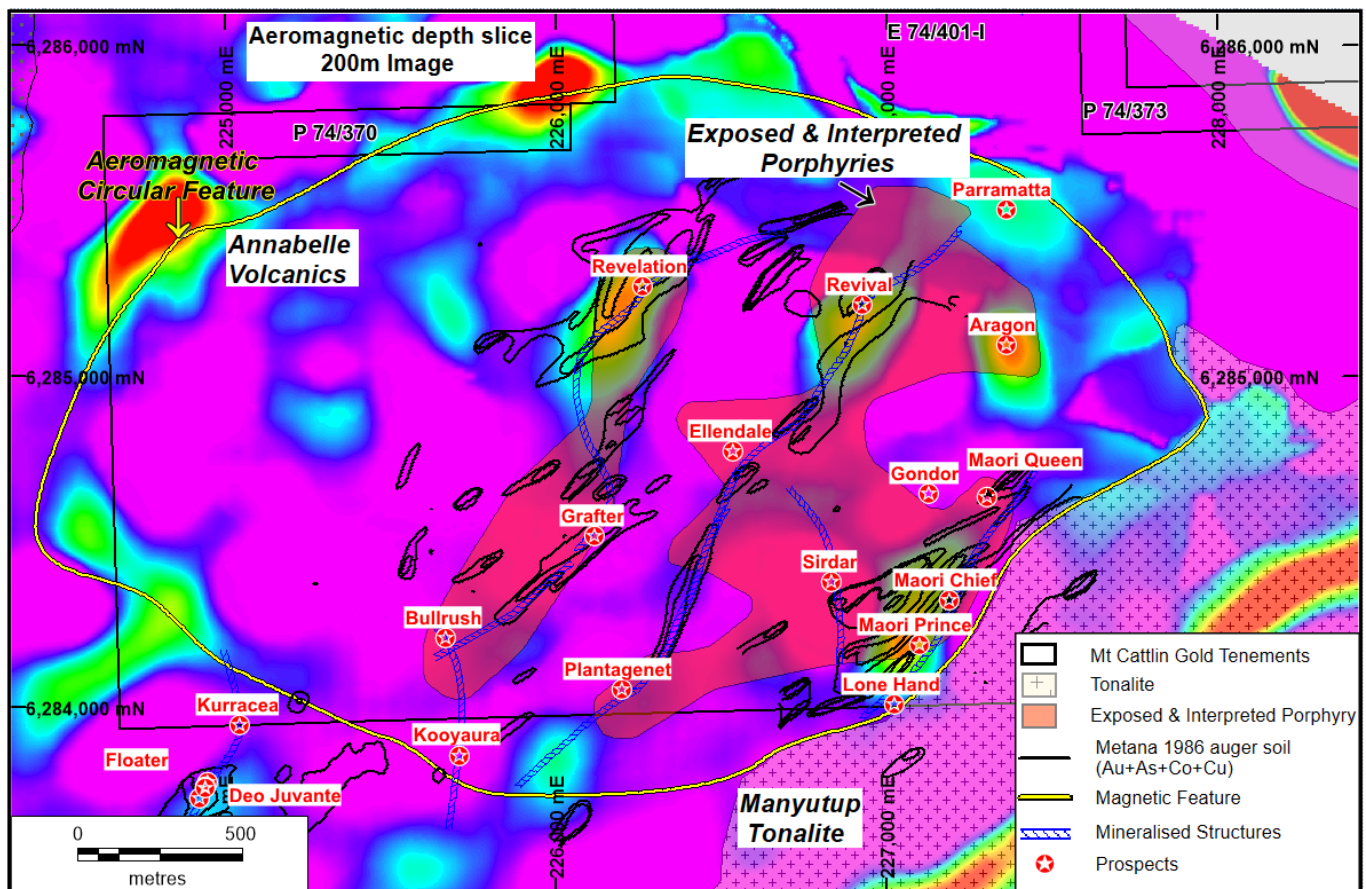 6,286,000 mN
Aeromagnetic depth slice
200m Image
E 74/401-I
6,286,000 mN
225,000 mE
226,000 mE
227,000 mE
228,000 mE
P 74/370
P 74/373
Exposed & Interpreted
Porphyries
Aeromagnetic
Circular Feature
Parramatta
Annabelle
Volcanics
Revelation
Revival
Aragon
6,285,000 mN
6,285,000 mN
Ellendale
Gondor
Maori Queen
Grafter
Sirdar
Maori Chief
Bullrush
Maori Prince
Plantagenet
Lone Hand
6,284,000 mN
Kurracea
Kooyaura
Floater
Deo Juvante
mE
226,000 mE
227,000 mE
Manyutup
Tonalite
0 500
metres
Mt Cattlin Gold Tenements
Tonalite
Exposed & Interpreted Porphyry
Metana 1986 auger soil
(Au+As+Co+Cu)
Magnetic Feature
Mineralised Structures
Prospects